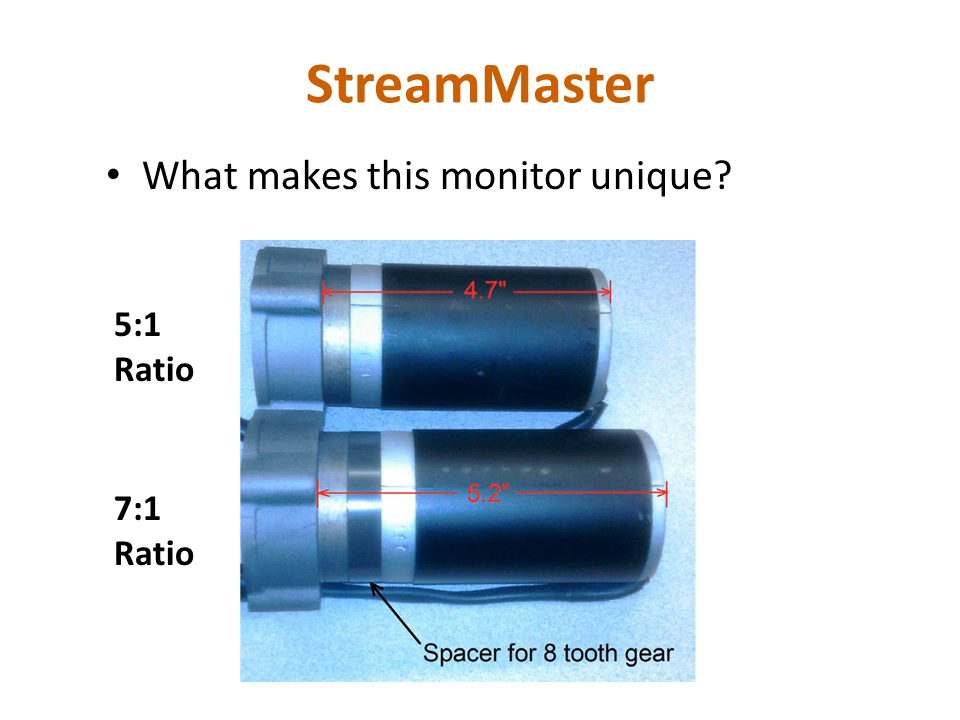 StreamMaster
• What makes this monitor unique?
4.7"
5:1
Ratio
5.2"
7:1
Ratio
Spacer for 8 tooth gear